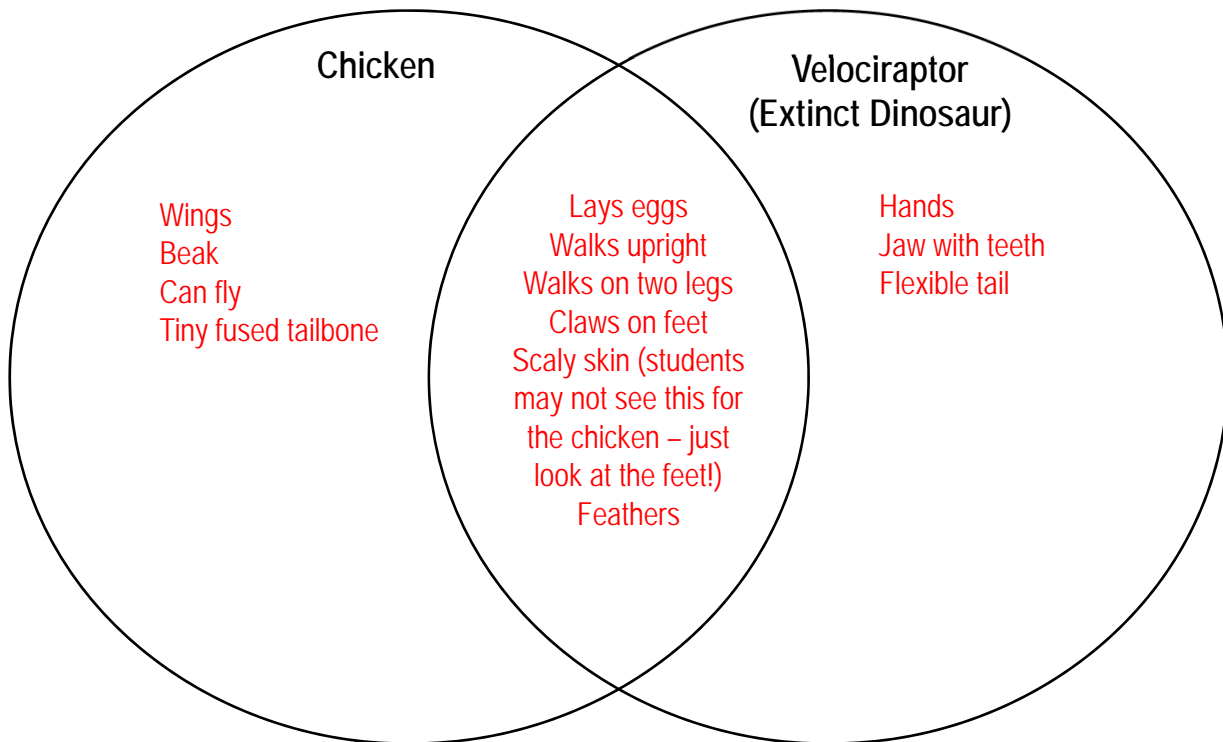 Chicken
Velociraptor
(Extinct Dinosaur)
Wings
Beak
Can fly
Tiny fused tailbone
Lays eggs
Walks upright
Walks on two legs
Claws on feet
Scaly skin (students
may not see this for
the chicken – just
look at the feet!)
Feathers
Hands
Jaw with teeth
Flexible tail